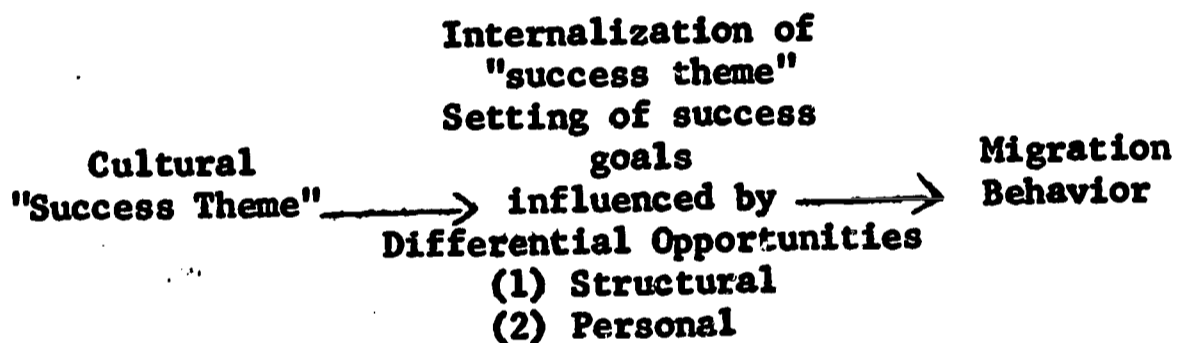 Internalization of
"success theme"
Setting of success
goals
Cultural
"Success Theme"
influenced by
Differential Opportunities
(1) Structural
(2) Personal
Migration
Behavior